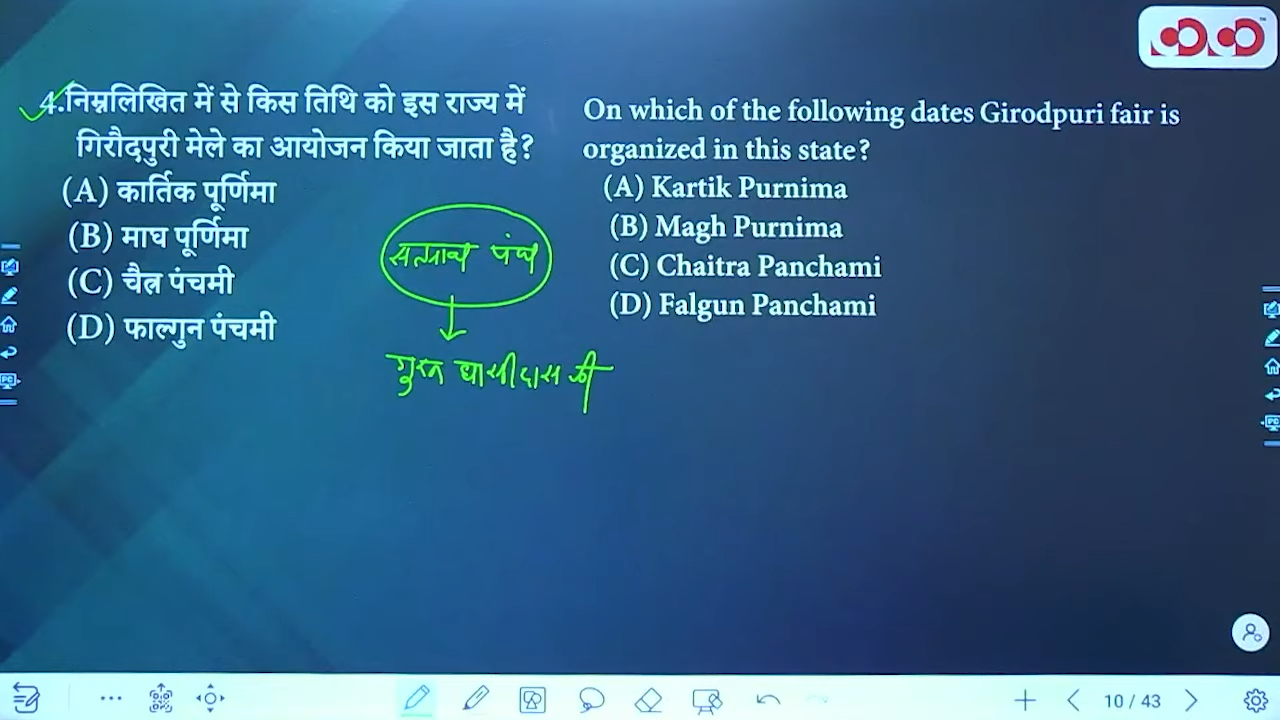 4.निम्नलिखित में से किस तिथि को इस राज्य में
गिरौदपुरी मेले का आयोजन किया जाता है?
(A) कार्तिक पूर्णिमा
(B) माघ पूर्णिमा
(C) चैत्र पंचमी
(D) फाल्गुन पंचमी
On which of the following dates Girodpuri fair is
organized in this state?
(A) Kartik Purnima
(B) Magh Purnima
(C) Chaitra Panchami
(D) Falgun Panchami
पंथ
गुरु घासीदास जी
10 / 43